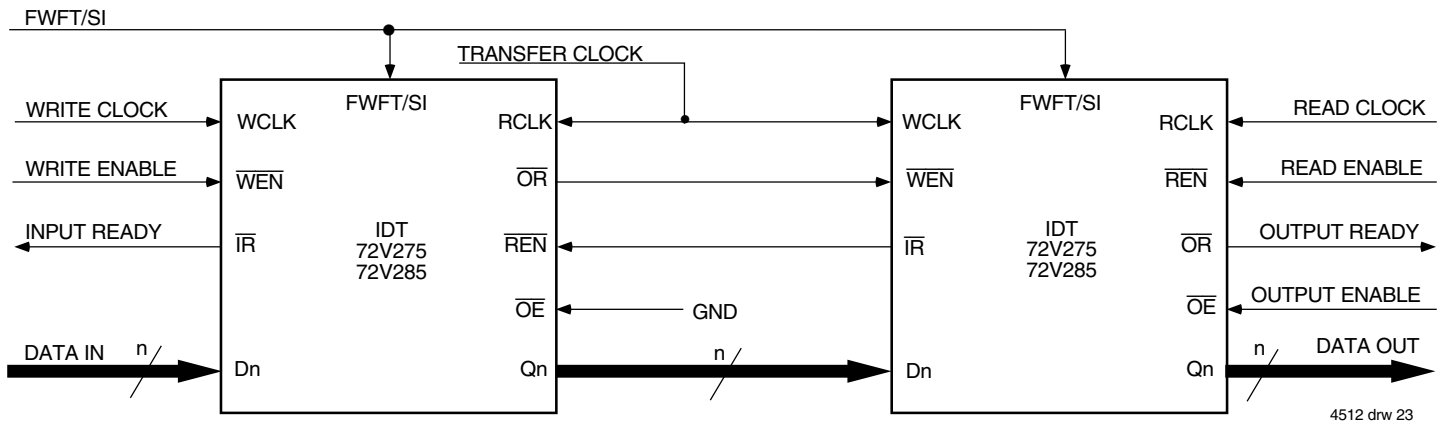 FWFT/SI
TRANSFER CLOCK
FWFT/SI
FWFT/SI
WRITE CLOCK
WCLK
RCLK
WCLK
RCLK
READ CLOCK
WRITE ENABLE
WEN
OR
WEN
REN
READ ENABLE
INPUT READY
IR
IDT
72V275
72V285
REN
IR
IDT
72V275
72V285
OR
OUTPUT READY
OE
GND
OE
OUTPUT ENABLE
DATA IN
n
Dn
Qn
n
Dn
Qn
n
DATA OUT
4512 drw 23